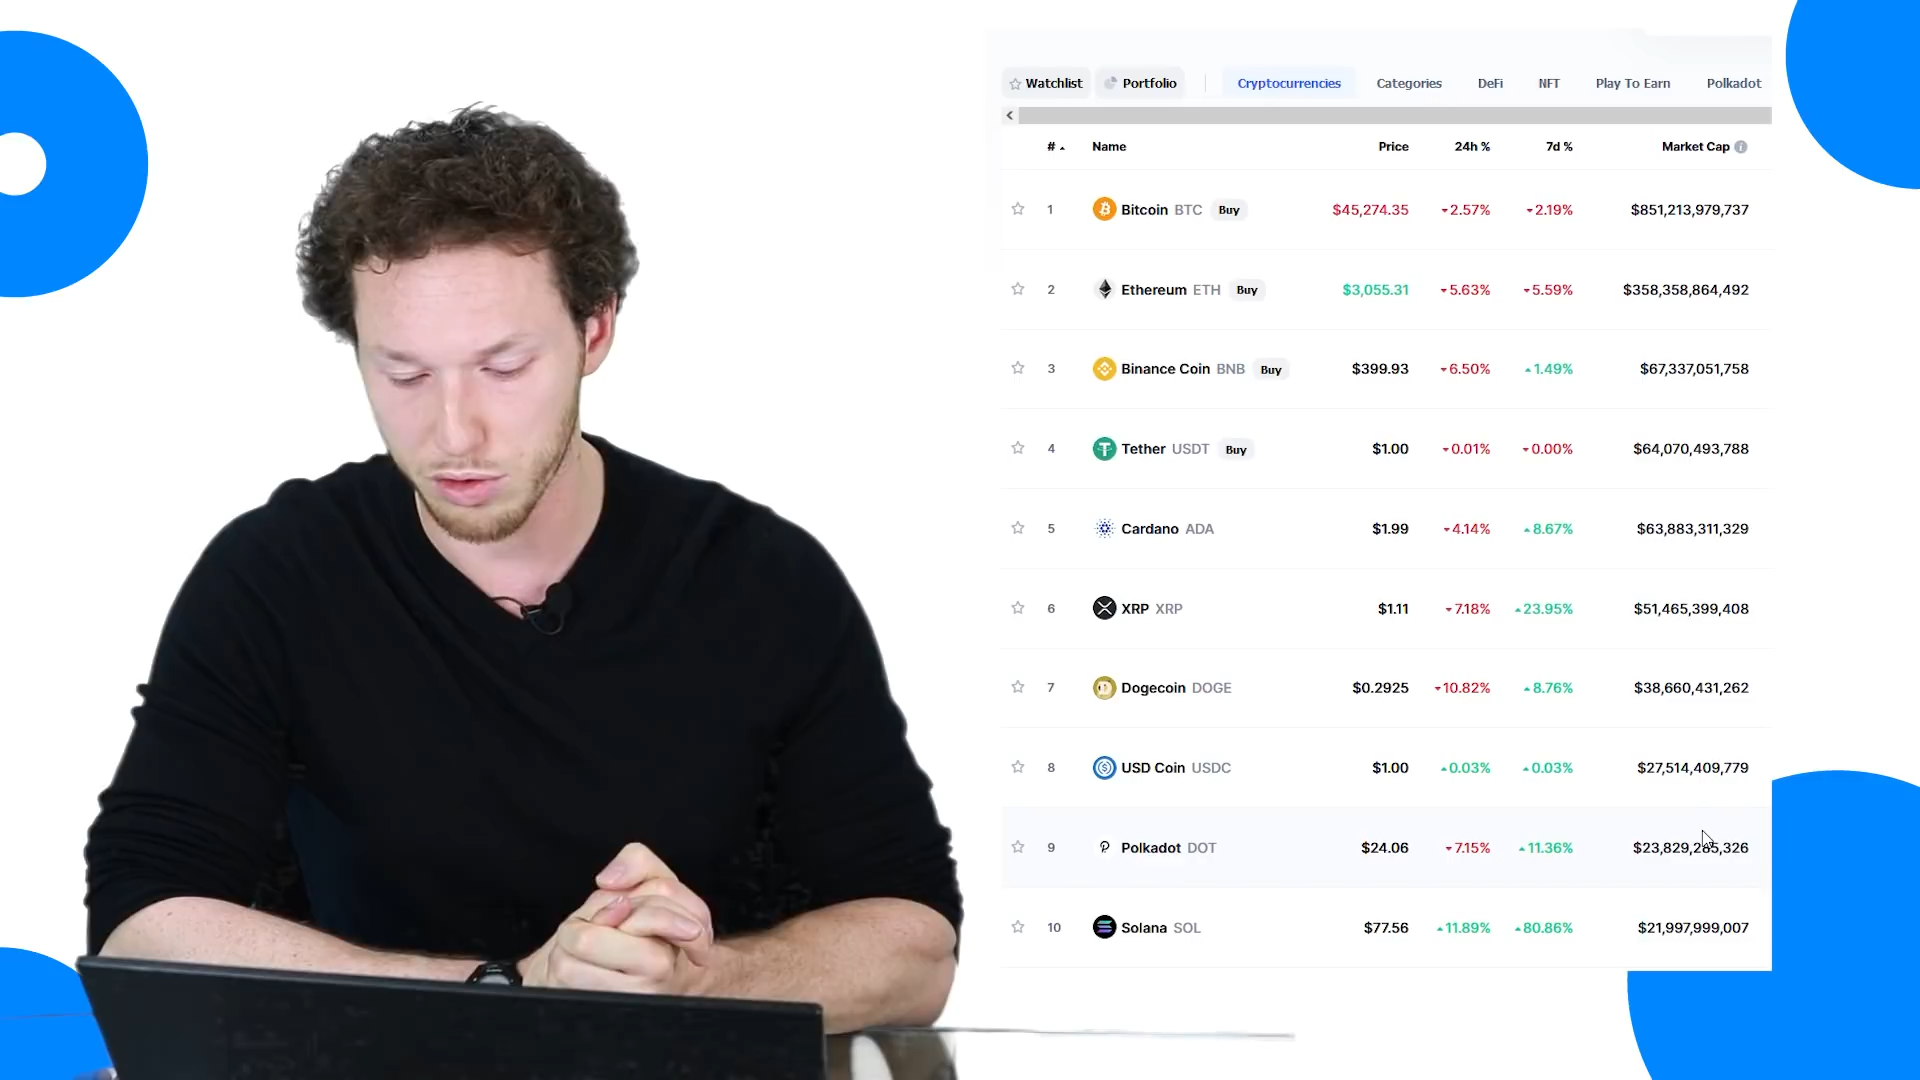 Watchlist Portfolio Cryptocurrencies Categories DeFi NFT Play To Earn Polkadot
# Name Price 24h % 7d % Market Cap
1 Bitcoin BTC Buy $45,274.35 2.57% 2.19% $851,213,979,737
2 Ethereum ETH Buy $3,055.31 5.63% 5.59% $358,358,864,492
3 Binance Coin BNB Buy $399.93 6.50% 1.49% $67,337,051,758
4 Tether USDT Buy $1.00 0.01% 0.00% $64,070,493,788
5 Cardano ADA $1.99 4.14% 8.67% $63,883,311,329
6 XRP XRP $1.11 7.18% 23.95% $51,465,399,408
7 Dogecoin DOGE $0.2925 10.82% 8.76% $38,660,431,262
8 USD Coin USDC $1.00 0.03% 0.03% $27,514,409,779
9 Polkadot DOT $24.06 7.15% 11.36%
10 Solana SOL $77.56 11.89% 80.86% $21,997,999,007